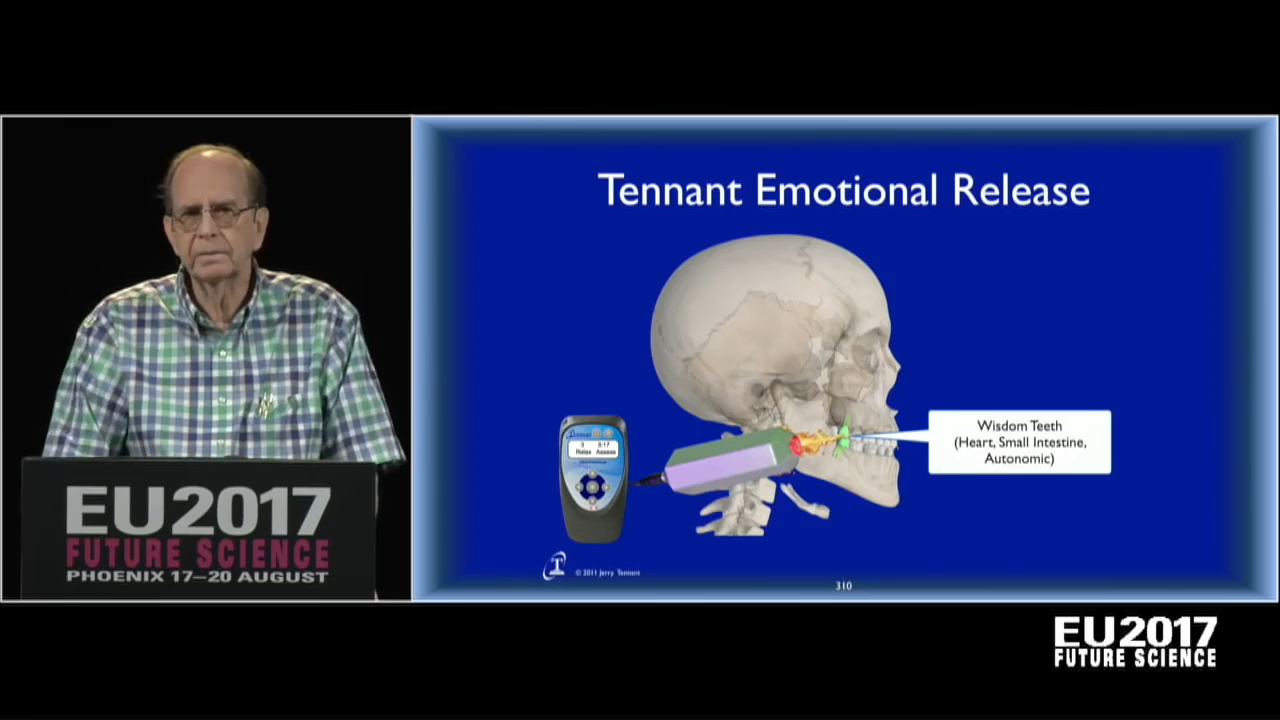 Tennant Emotional Release
Wisdom Teeth
(Heart, Small Intestine,
Autonomic)
EU2017
FUTURE SCIENCE
PHOENIX 17–20 AUGUST
T
© 2011 Jerry Tennant
310
EU2017
FUTURE SCIENCE